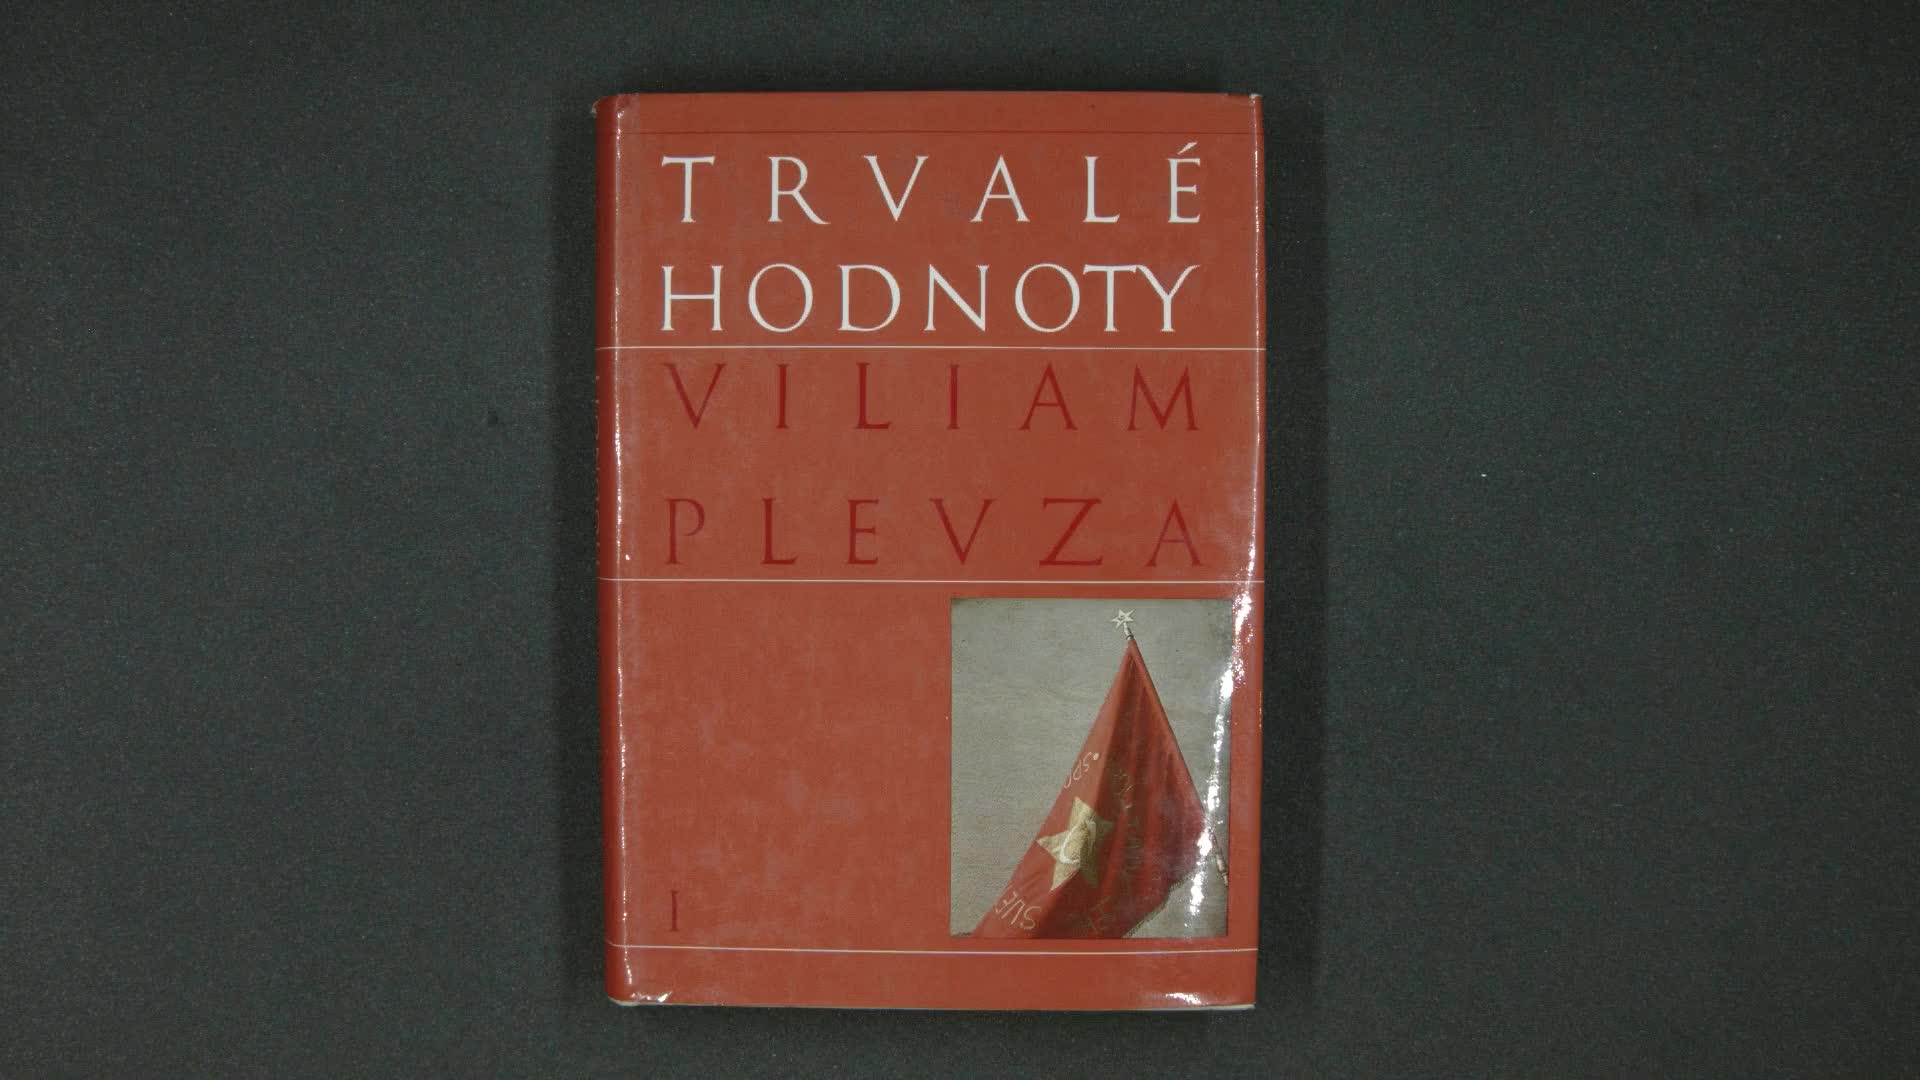 TRVALÉ
HODNOTY
VILIAM
PLEVZA
I